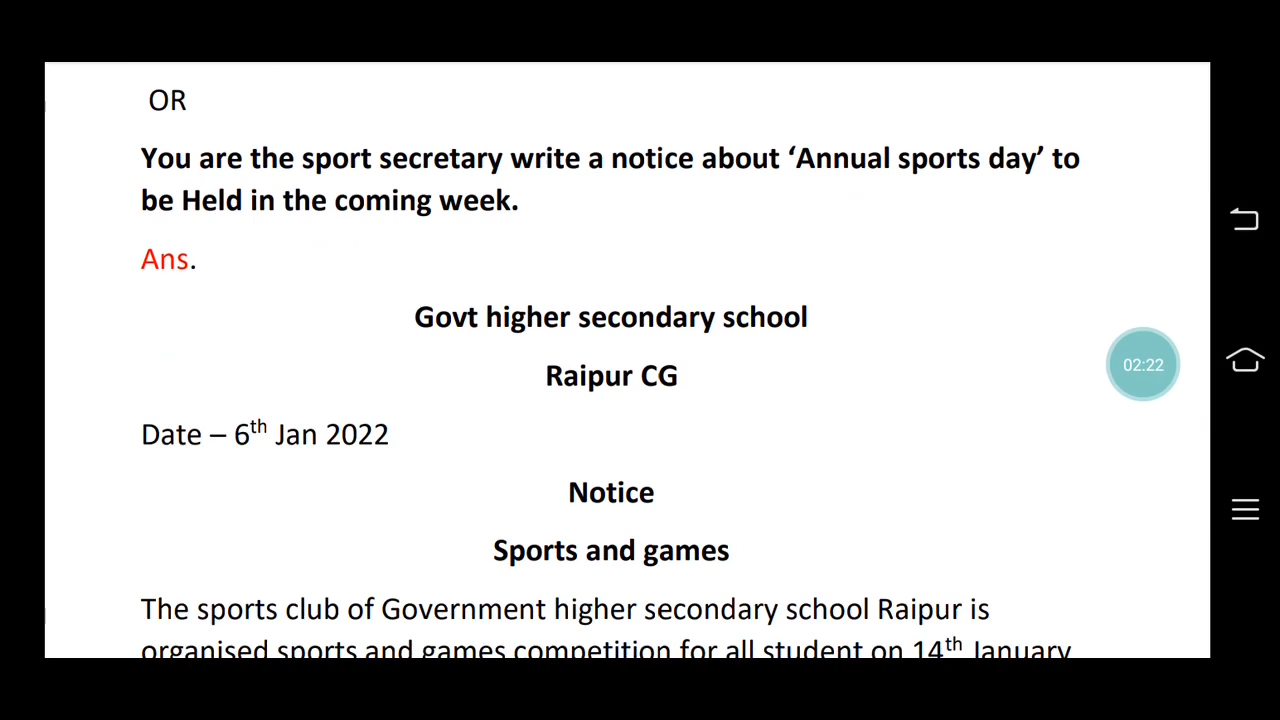 OR
You are the sport secretary write a notice about ‘Annual sports day’ to
be Held in the coming week.
Ans.
Govt higher secondary school
Raipur CG
02:22
Date – 6th Jan 2022
Notice
Sports and games
The sports club of Government higher secondary school Raipur is
organised sports and games competition for all student on 14th January